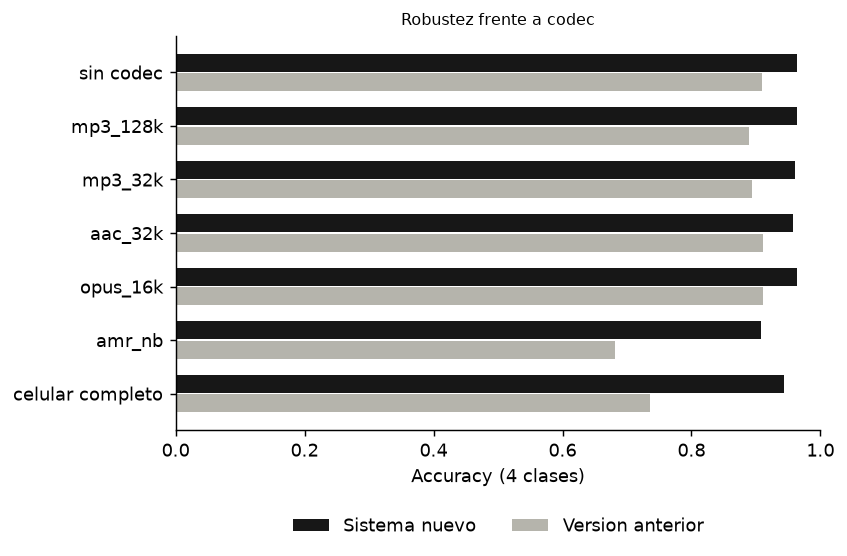 Robustez frente a codec
sin codec
mp3_128k
mp3_32k
aac_32k
opus_16k
amr_nb
celular completo
0.0 0.2 0.4 0.6 0.8 1.0
Accuracy (4 clases)
Sistema nuevo Version anterior